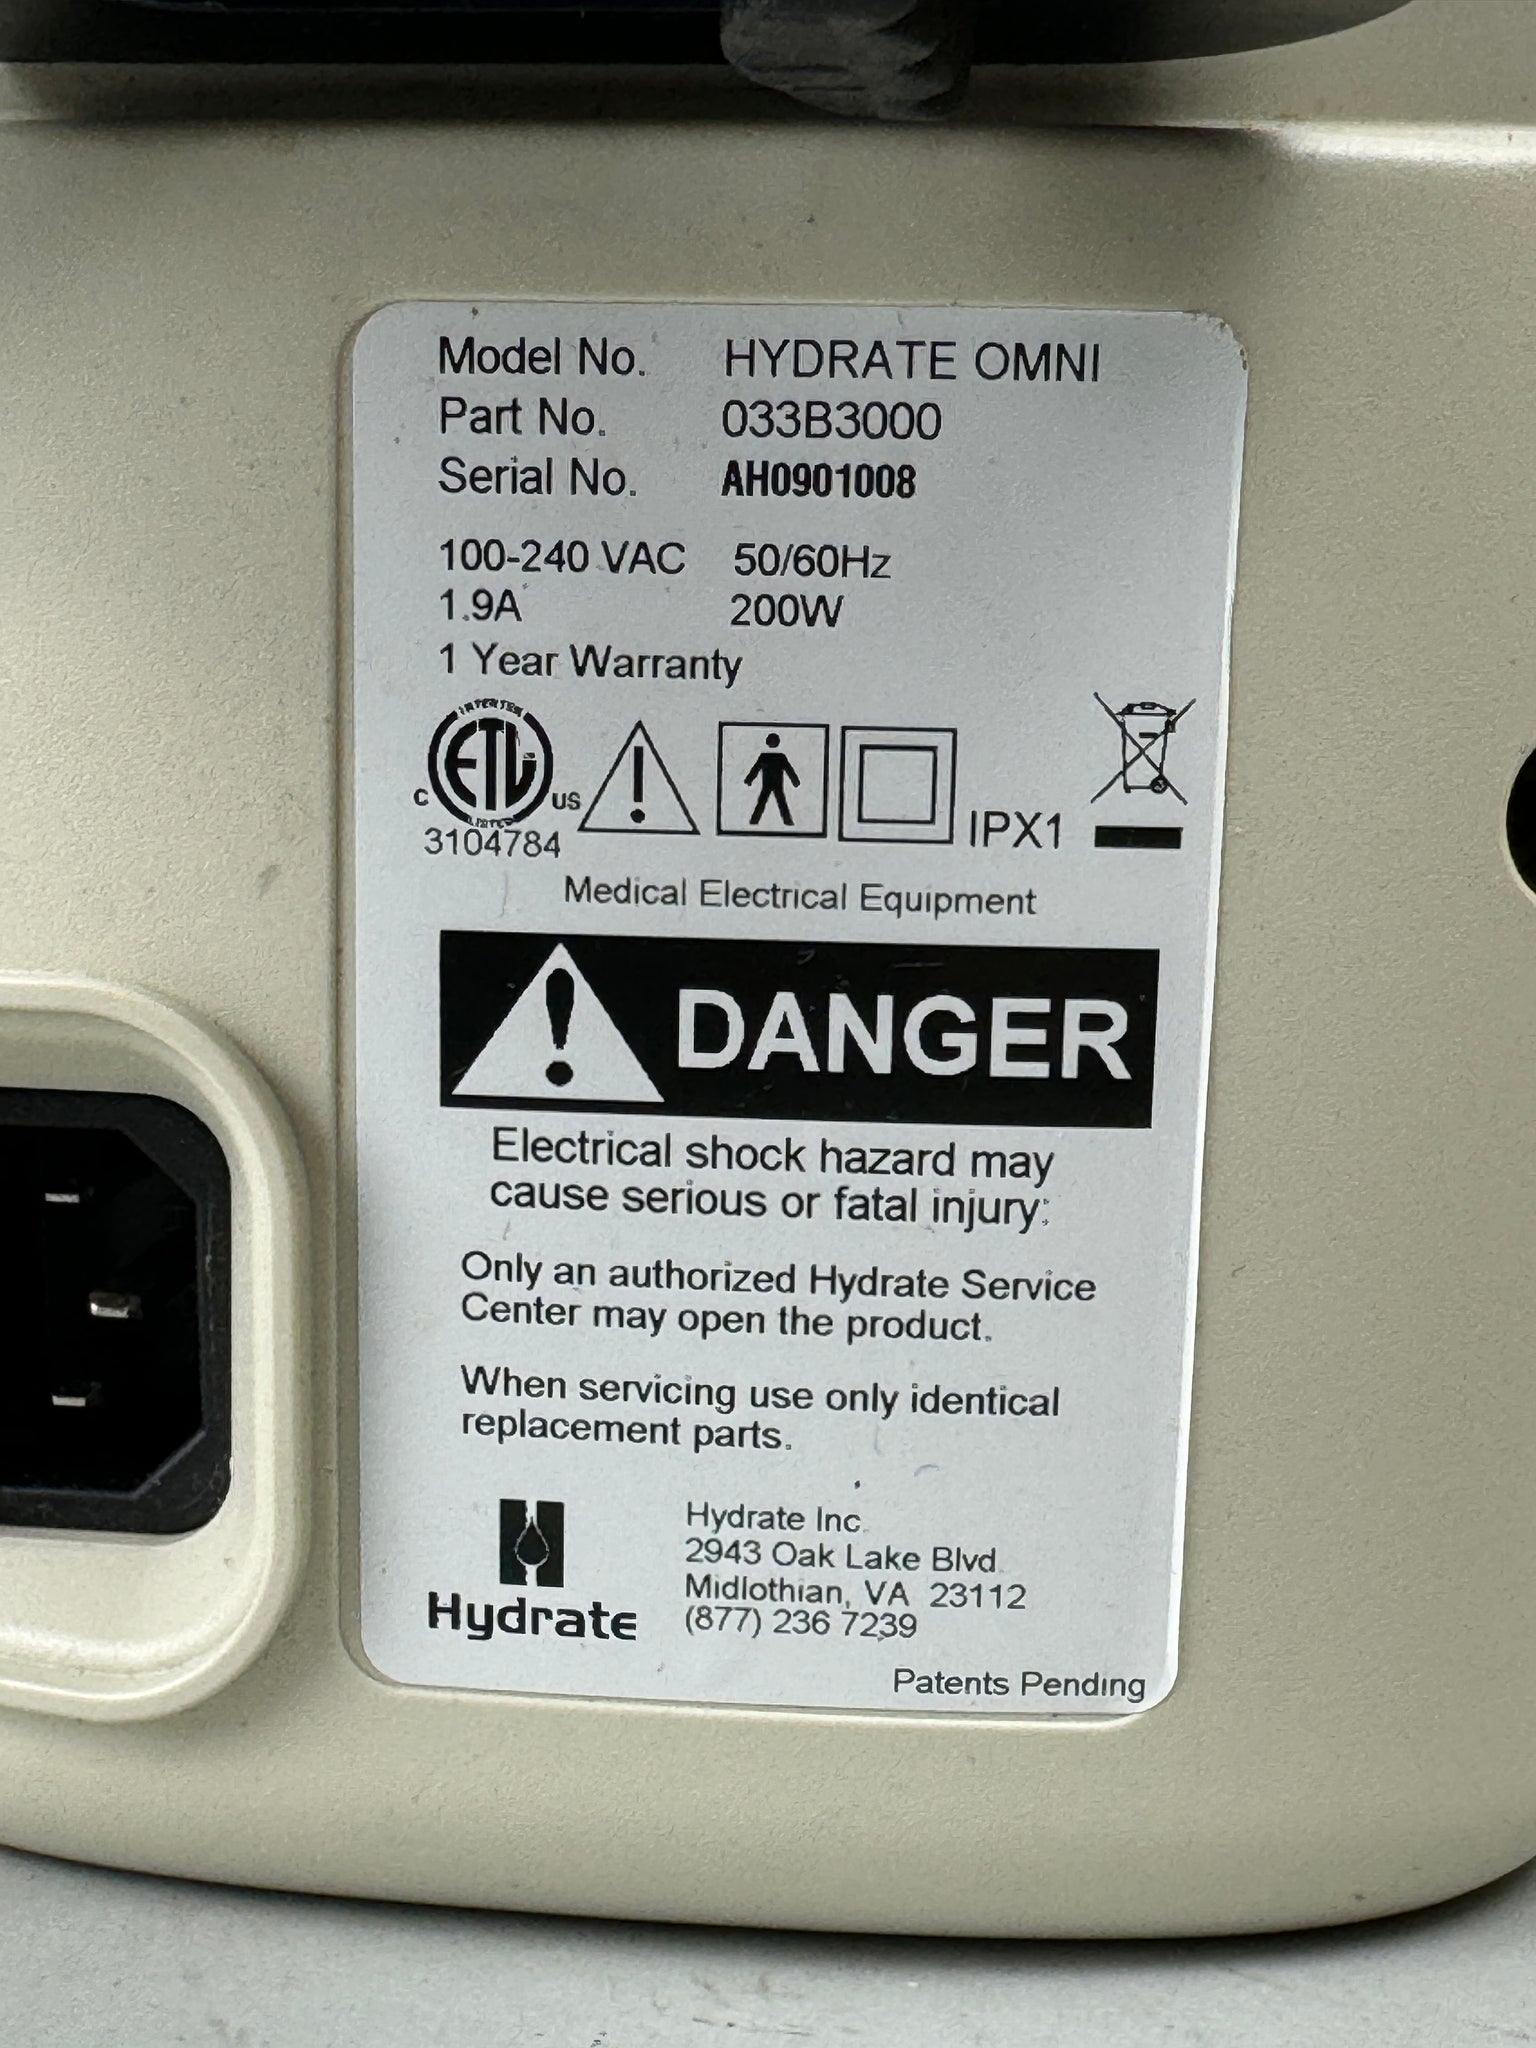 Model No. HYDRATE OMNI
Part No. 033B3000
Serial No. AH0901008
100-240 VAC 50/60Hz
1.9A 200W
1 Year Warranty
INTERTEK
ETL
C US
LISTED
3104784
IPX1
Medical Electrical Equipment
DANGER
Electrical shock hazard may
cause serious or fatal injury:
Only an authorized Hydrate Service
Center may open the product.
When servicing use only identical
replacement parts.
Hydrate
Hydrate Inc.
2943 Oak Lake Blvd.
Midlothian, VA 23112
(877) 236 7239
Patents Pending